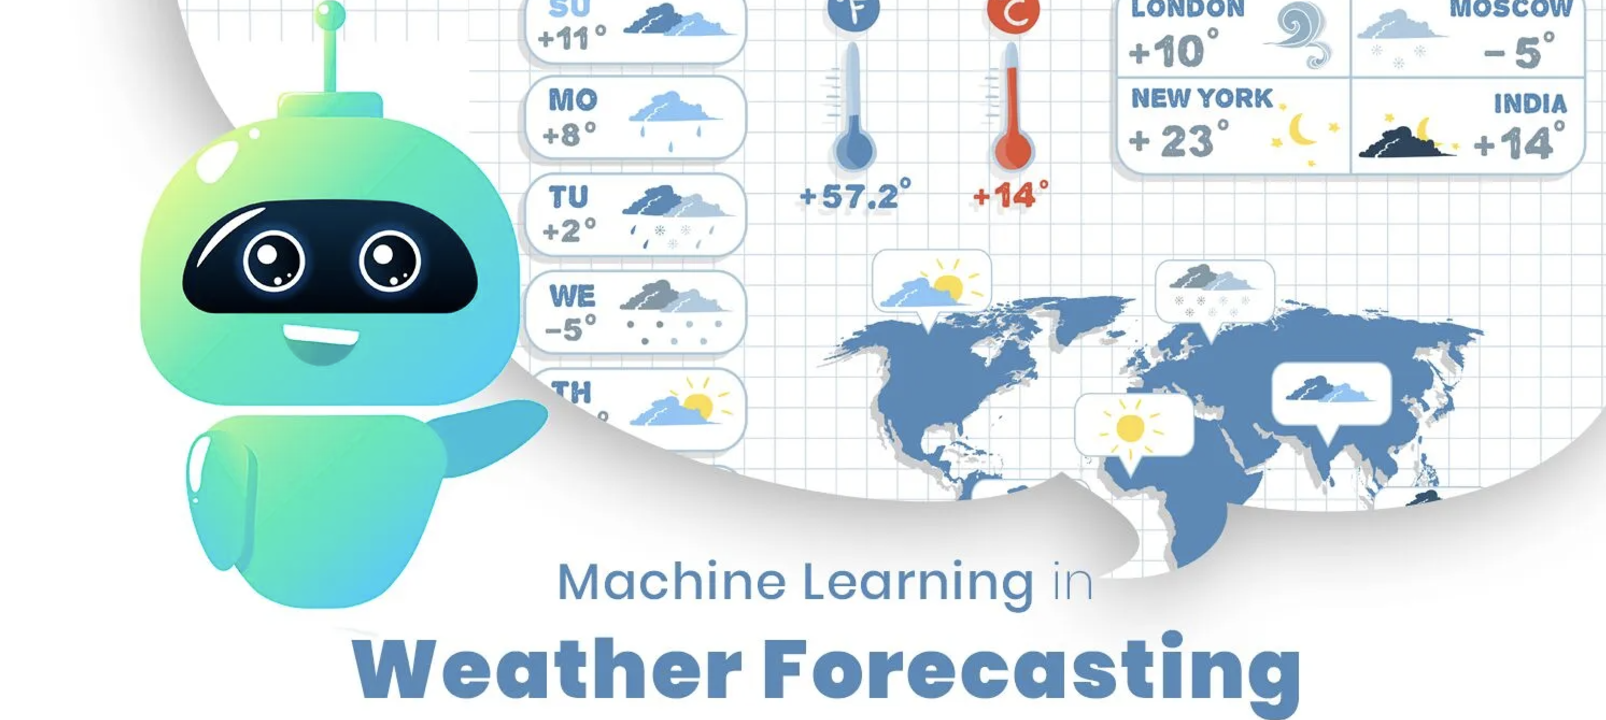 SU
+11°
MO
+8°
TU
+2°
WE
-5°
TH
°
F
+57.2°
C
+14°
LONDON
+10°
MOSCOW
-5°
NEW YORK
+23°
INDIA
+14°
Machine Learning in
Weather Forecasting